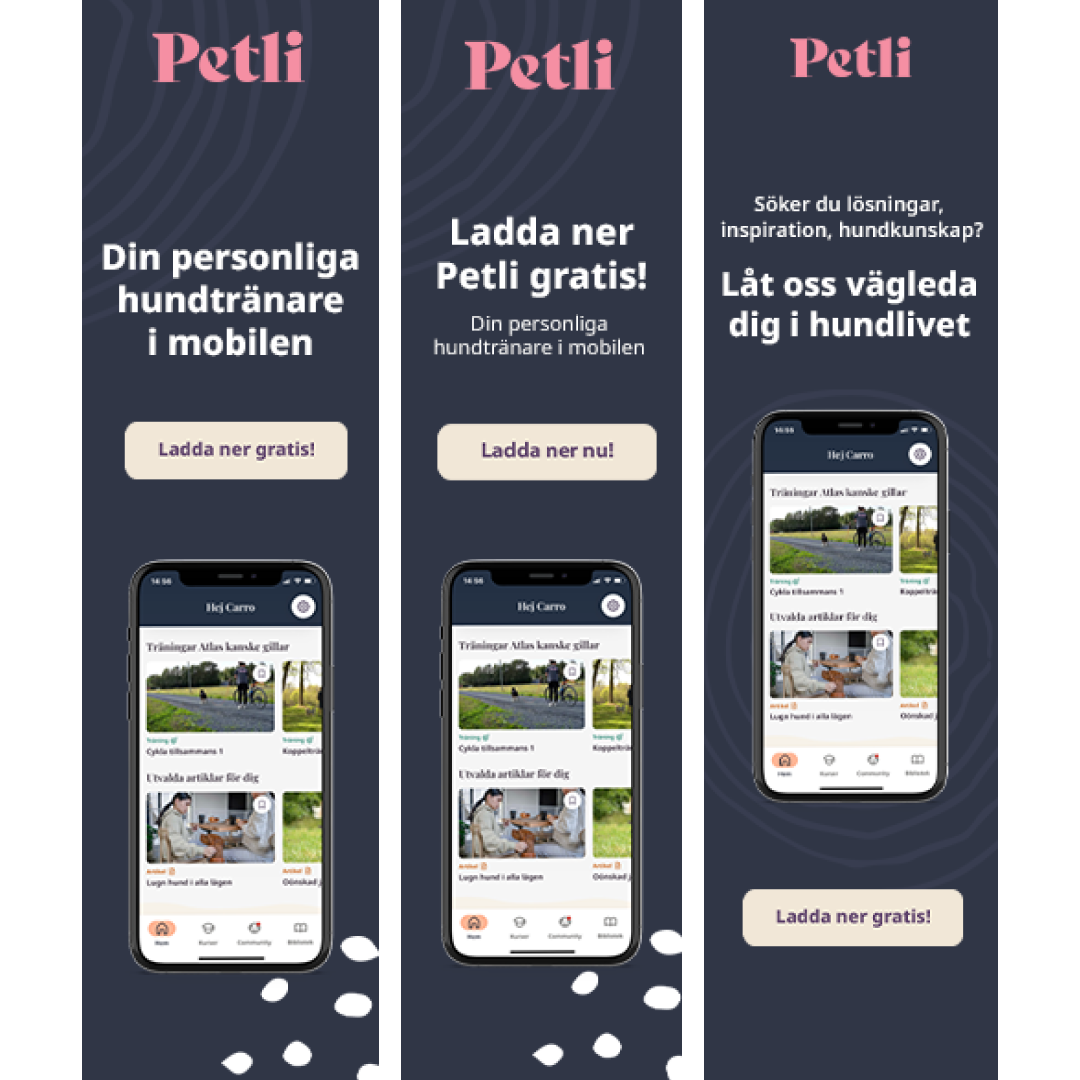 Petli
Din personliga
hundtränare
i mobilen
Ladda ner gratis!
14:56
Hej Carro
Träningar Atlas kanske gillar
Träning
Träning
Cykla tillsammans 1
Koppelträ
Utvalda artiklar för dig
Artikel
Artikel
Lugn hund i alla lägen
Oönskad j
Hem
Kurser
Community
Bibliotek
Petli
Ladda ner
Petli gratis!
Din personliga
hundtränare i mobilen
Ladda ner nu!
14:56
Hej Carro
Träningar Atlas kanske gillar
Träning
Träning
Cykla tillsammans 1
Koppelträ
Utvalda artiklar för dig
Artikel
Artikel
Lugn hund i alla lägen
Oönskad j
Hem
Kurser
Community
Bibliotek
Petli
Söker du lösningar,
inspiration, hundkunskap?
Låt oss vägleda
dig i hundlivet
14:56
Hej Carro
Träningar Atlas kanske gillar
Träning
Träning
Cykla tillsammans 1
Koppelträ
Utvalda artiklar för dig
Artikel
Artikel
Lugn hund i alla lägen
Oönskad j
Hem
Kurser
Community
Bibliotek
Ladda ner gratis!